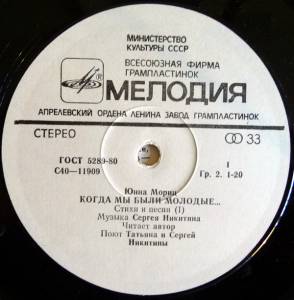 МИНИСТЕРСТВО
КУЛЬТУРЫ СССР
ВСЕСОЮЗНАЯ ФИРМА
ГРАМПЛАСТИНОК
МЕЛОДИЯ
АПРЕЛЕВСКИЙ ОРДЕНА ЛЕНИНА ЗАВОД ГРАМПЛАСТИНОК
СТЕРЕО
33
ГОСТ 5289-80
С40—11909
1
Гр. 2. 1-20
Юнна Мориц
КОГДА МЫ БЫЛИ МОЛОДЫЕ...
Стихи и песни (1)
Музыка Сергея Никитина
Читает автор
Поют Татьяна и Сергей
Никитины